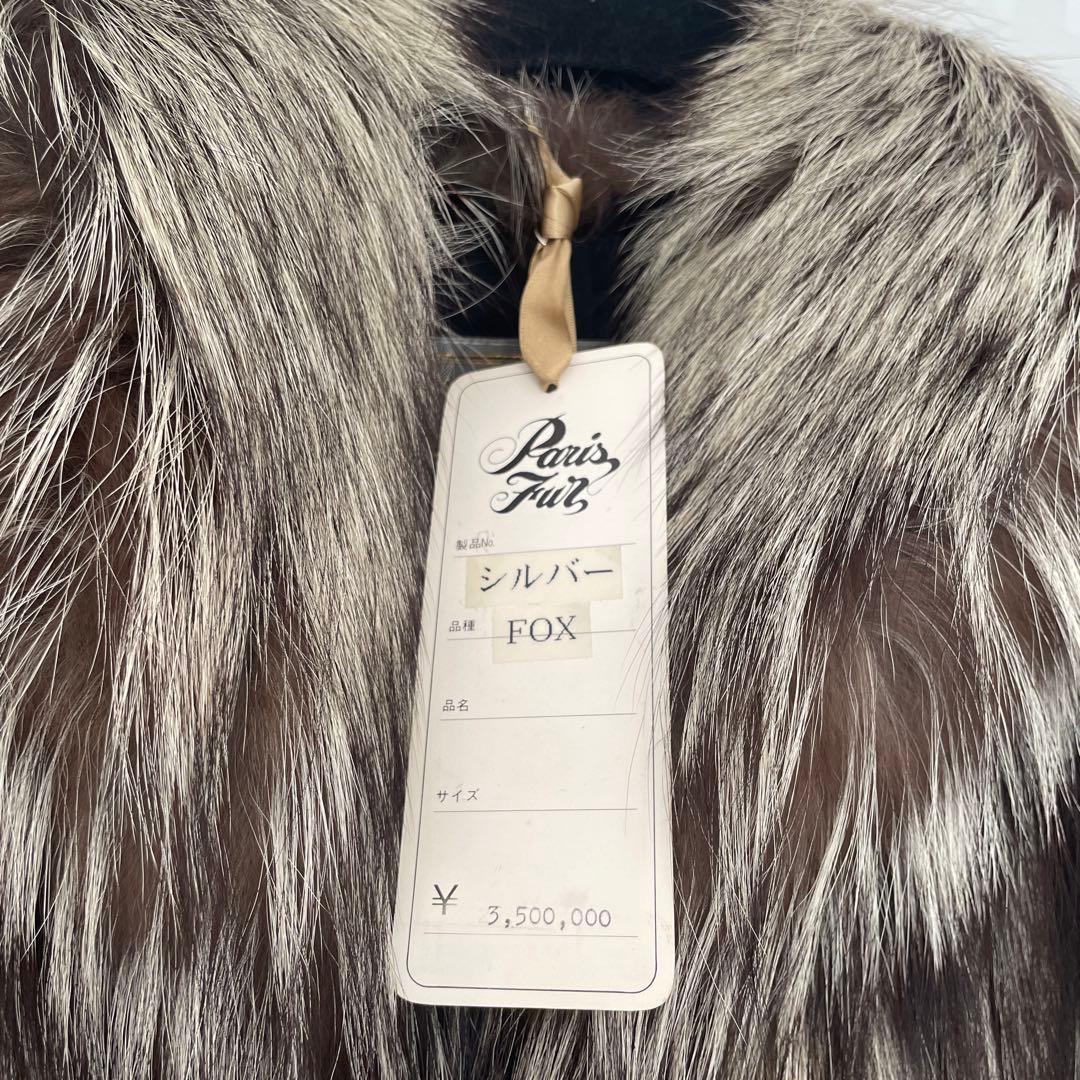 Paris
Fur
製品No.
シルバー
品種 FOX
品名
サイズ
¥ 3,500,000